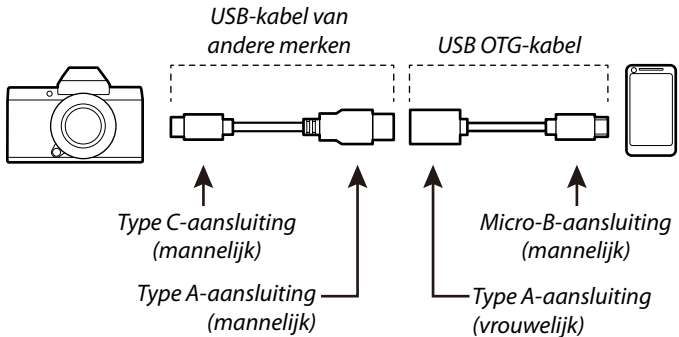 USB-kabel van
andere merken
USB OTG-kabel
Type C-aansluiting
(mannelijk)
Micro-B-aansluiting
(mannelijk)
Type A-aansluiting
(mannelijk)
Type A-aansluiting
(vrouwelijk)